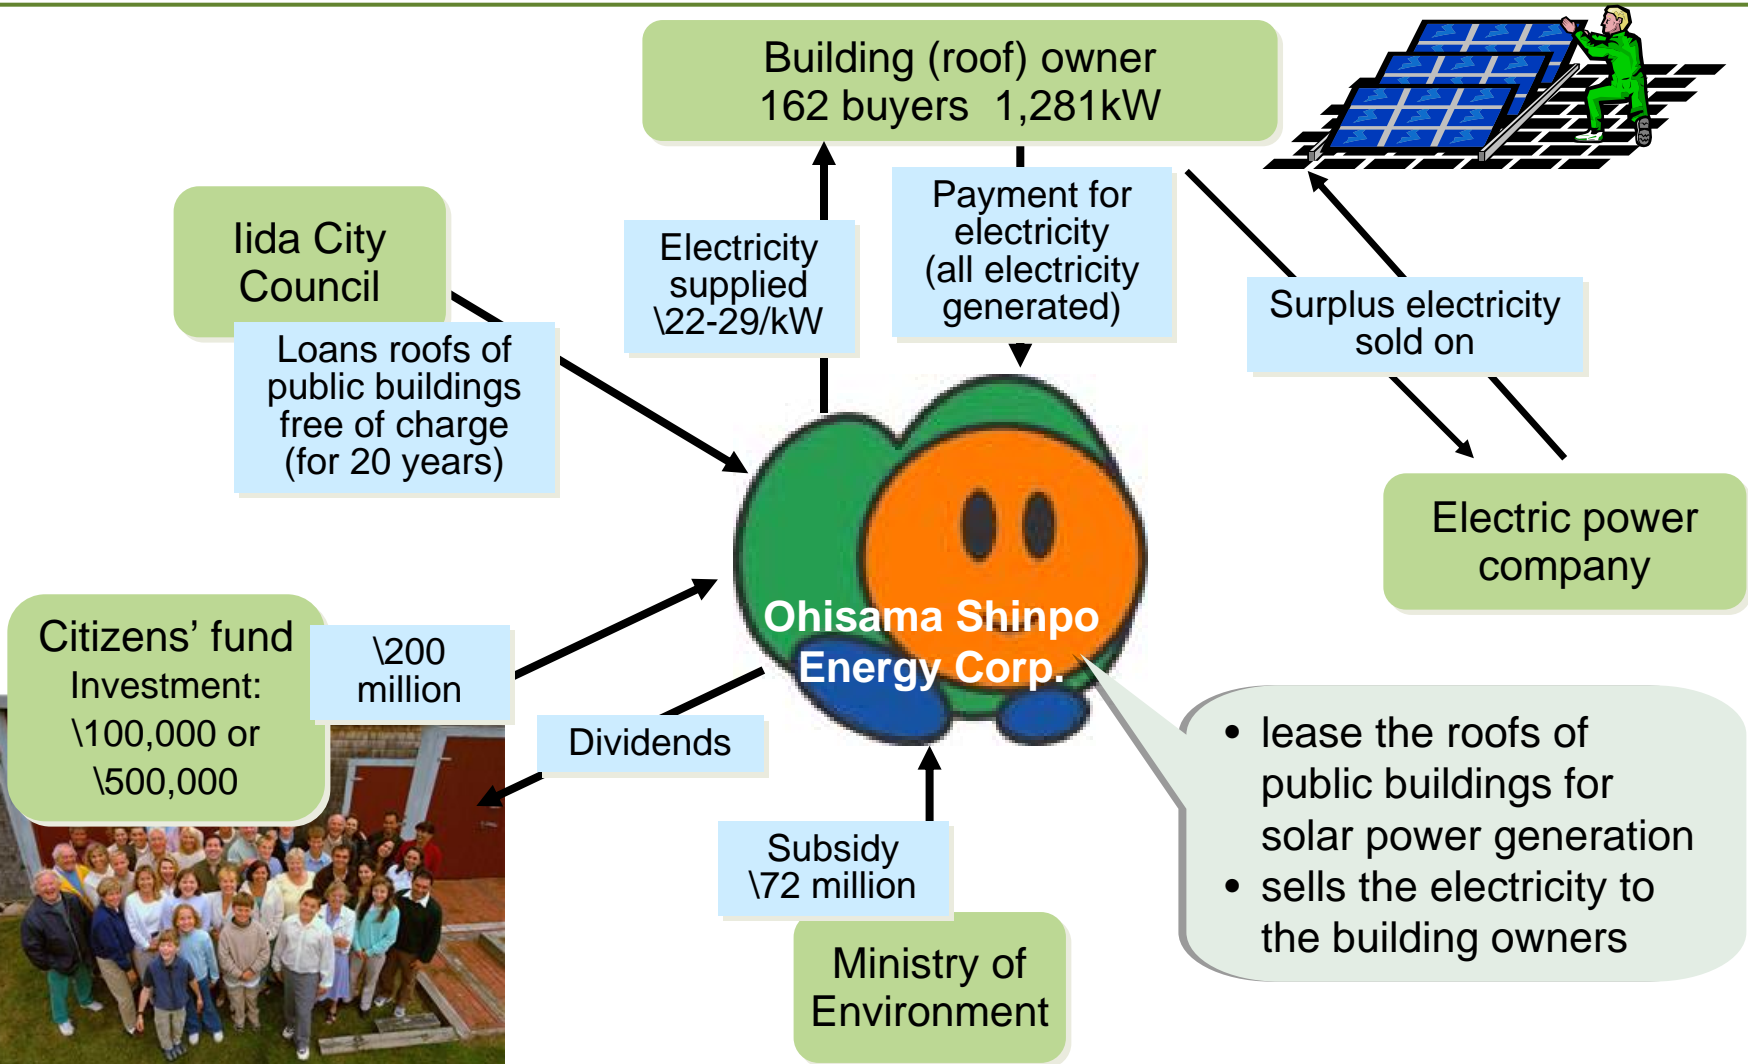 Building (roof) owner
162 buyers  1,281kW
Iida City
Council
Loans roofs of
public buildings
free of charge
(for 20 years)
Electricity
supplied
\22-29/kW
Payment for
electricity
(all electricity
generated)
Surplus electricity
sold on
Electric power
company
Ohisama Shinpo
Energy Corp.
Citizens’ fund
Investment:
\100,000 or
\500,000
\200
million
Dividends
Subsidy
\72 million
Ministry of
Environment
• lease the roofs of
public buildings for
solar power generation
• sells the electricity to
the building owners